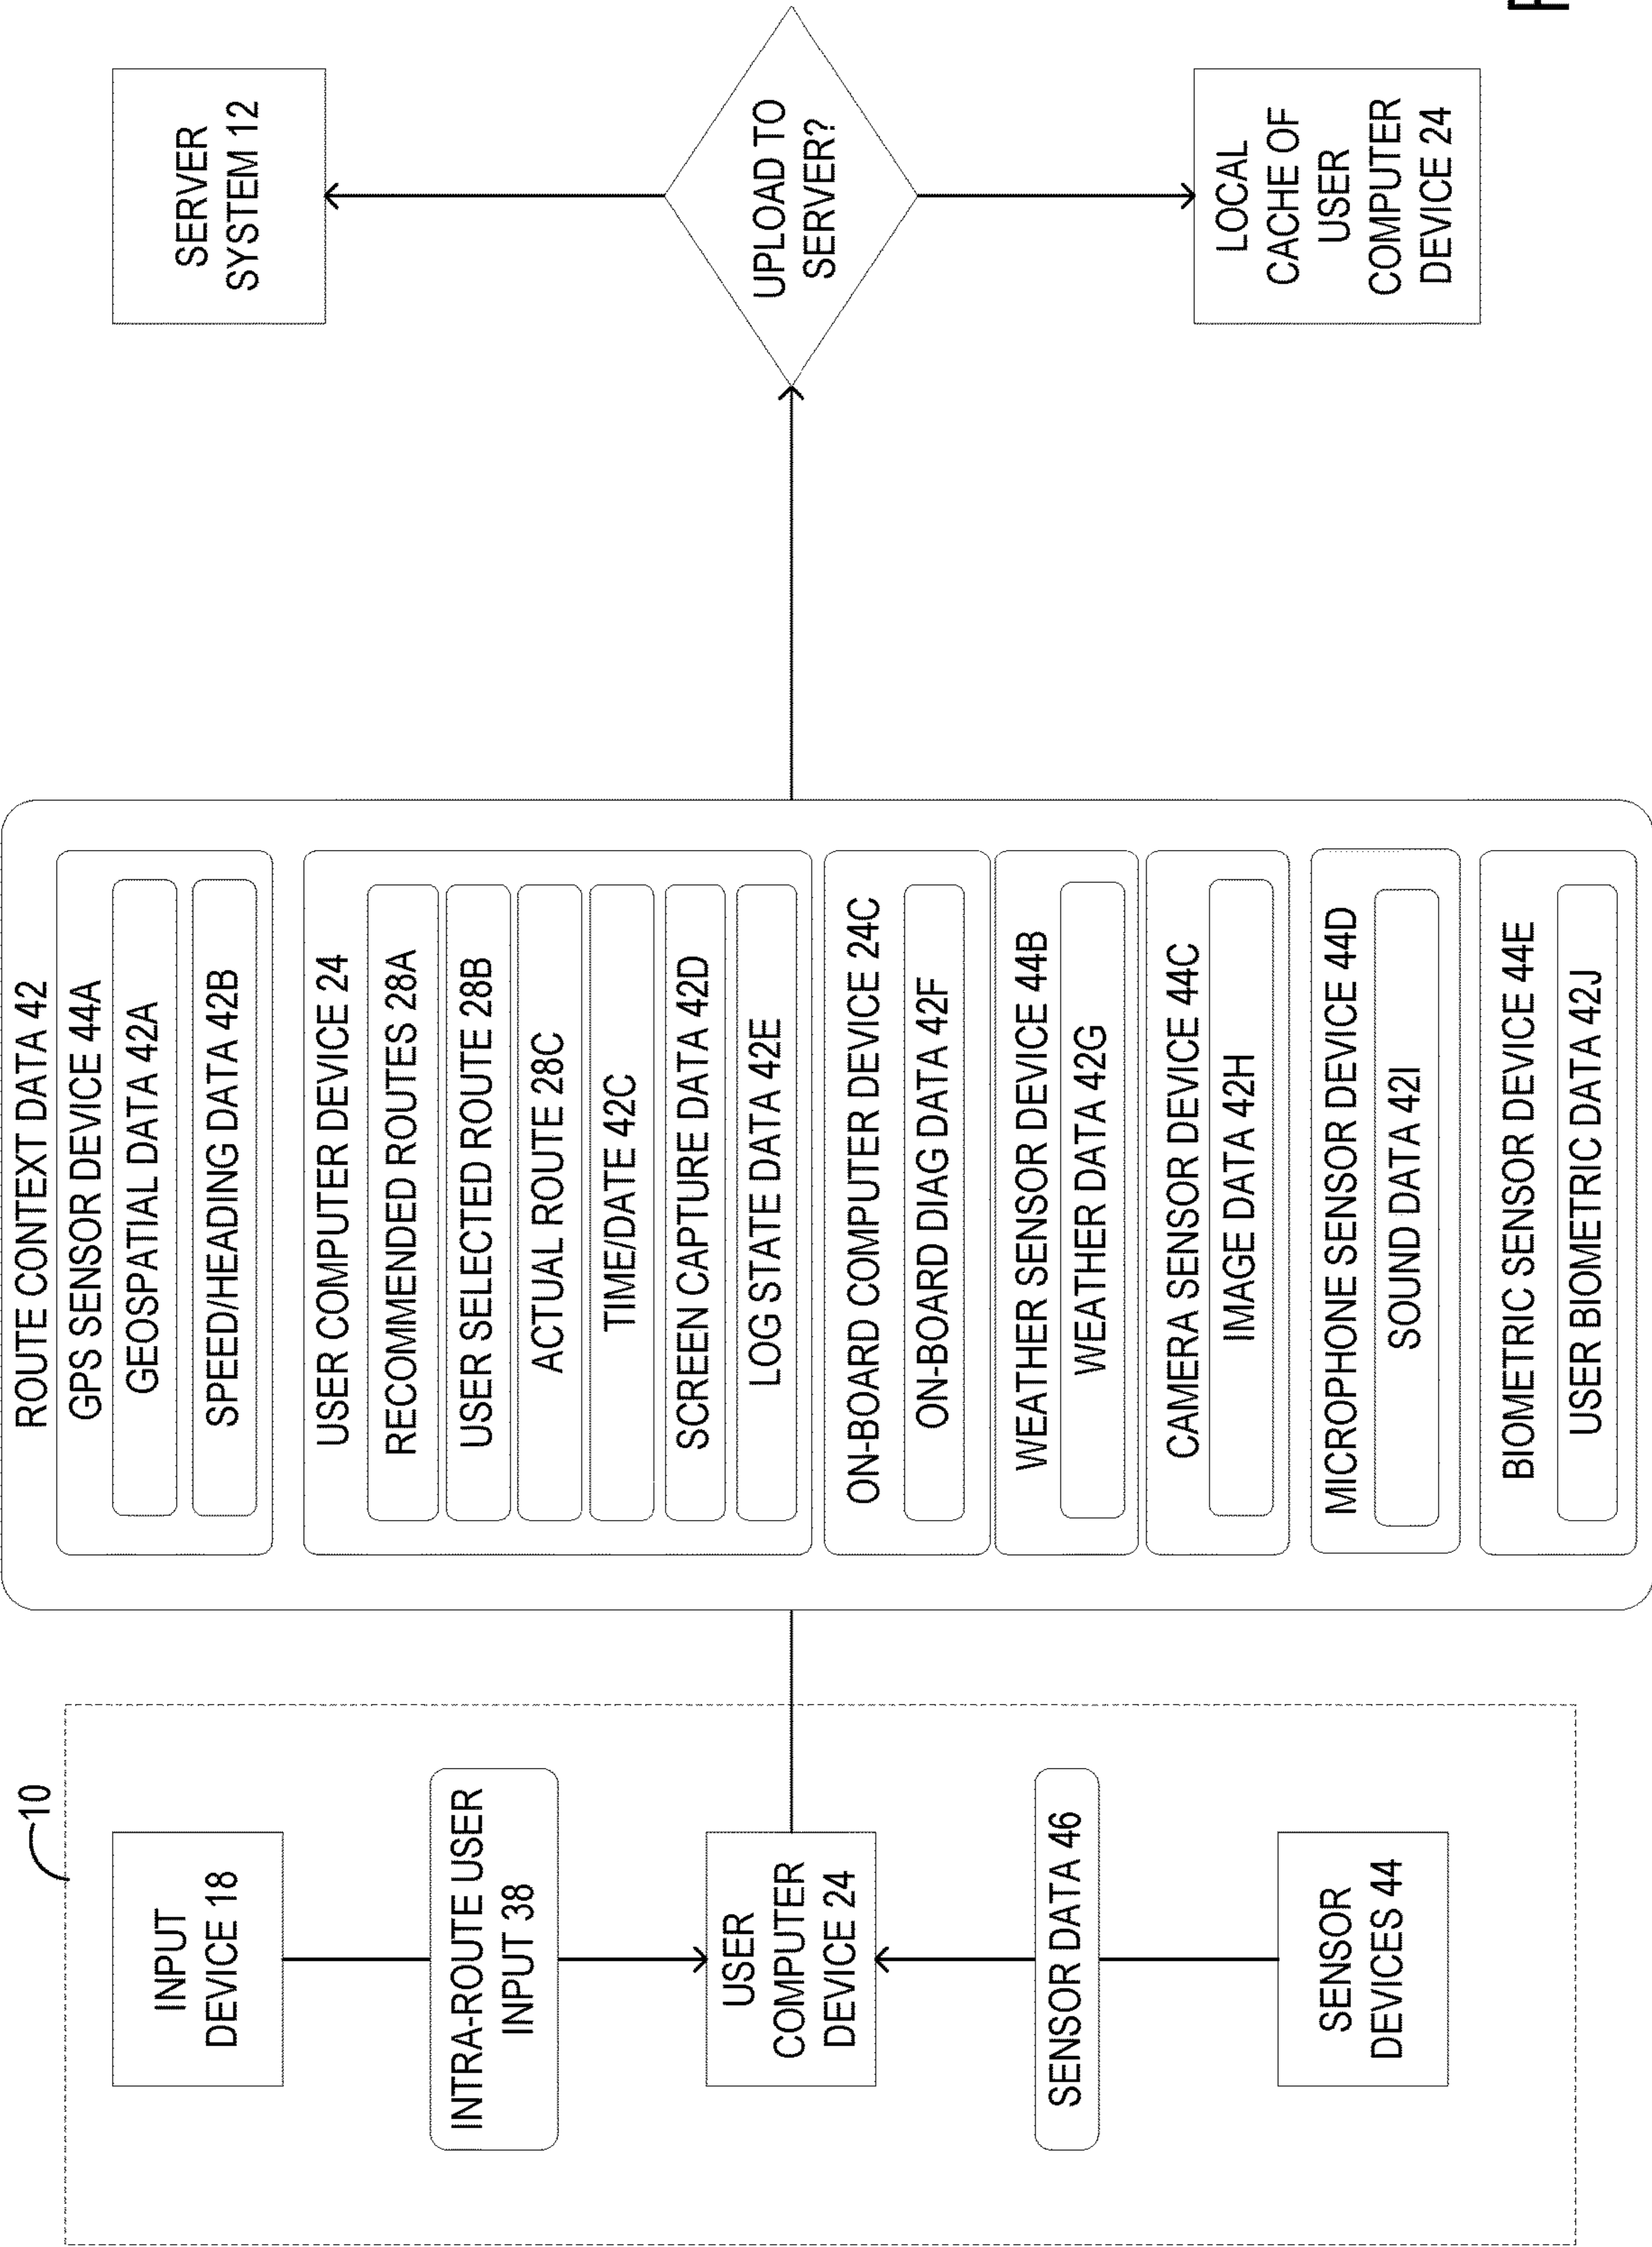 10
INPUT
DEVICE 18
INTRA-ROUTE USER
INPUT 38
USER
COMPUTER
DEVICE 24
SENSOR DATA 46
SENSOR
DEVICES 44
ROUTE CONTEXT DATA 42
GPS SENSOR DEVICE 44A
GEOSPATIAL DATA 42A
SPEED/HEADING DATA 42B
USER COMPUTER DEVICE 24
RECOMMENDED ROUTES 28A
USER SELECTED ROUTE 28B
ACTUAL ROUTE 28C
TIME/DATE 42C
SCREEN CAPTURE DATA 42D
LOG STATE DATA 42E
ON-BOARD COMPUTER DEVICE 24C
ON-BOARD DIAG DATA 42F
WEATHER SENSOR DEVICE 44B
WEATHER DATA 42G
CAMERA SENSOR DEVICE 44C
IMAGE DATA 42H
MICROPHONE SENSOR DEVICE 44D
SOUND DATA 42I
BIOMETRIC SENSOR DEVICE 44E
USER BIOMETRIC DATA 42J
SERVER
SYSTEM 12
UPLOAD TO
SERVER?
LOCAL
CACHE OF
USER
COMPUTER
DEVICE 24